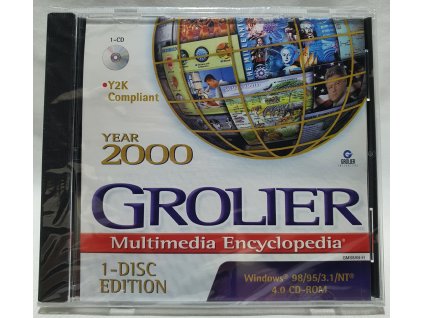 1-CD
•Y2K
Compliant
YEAR
2000
GROLIER
GROLIER
Multimedia Encyclopedia®
1-DISC
EDITION
Windows® 98/95/3.1/NT®
4.0 CD-ROM